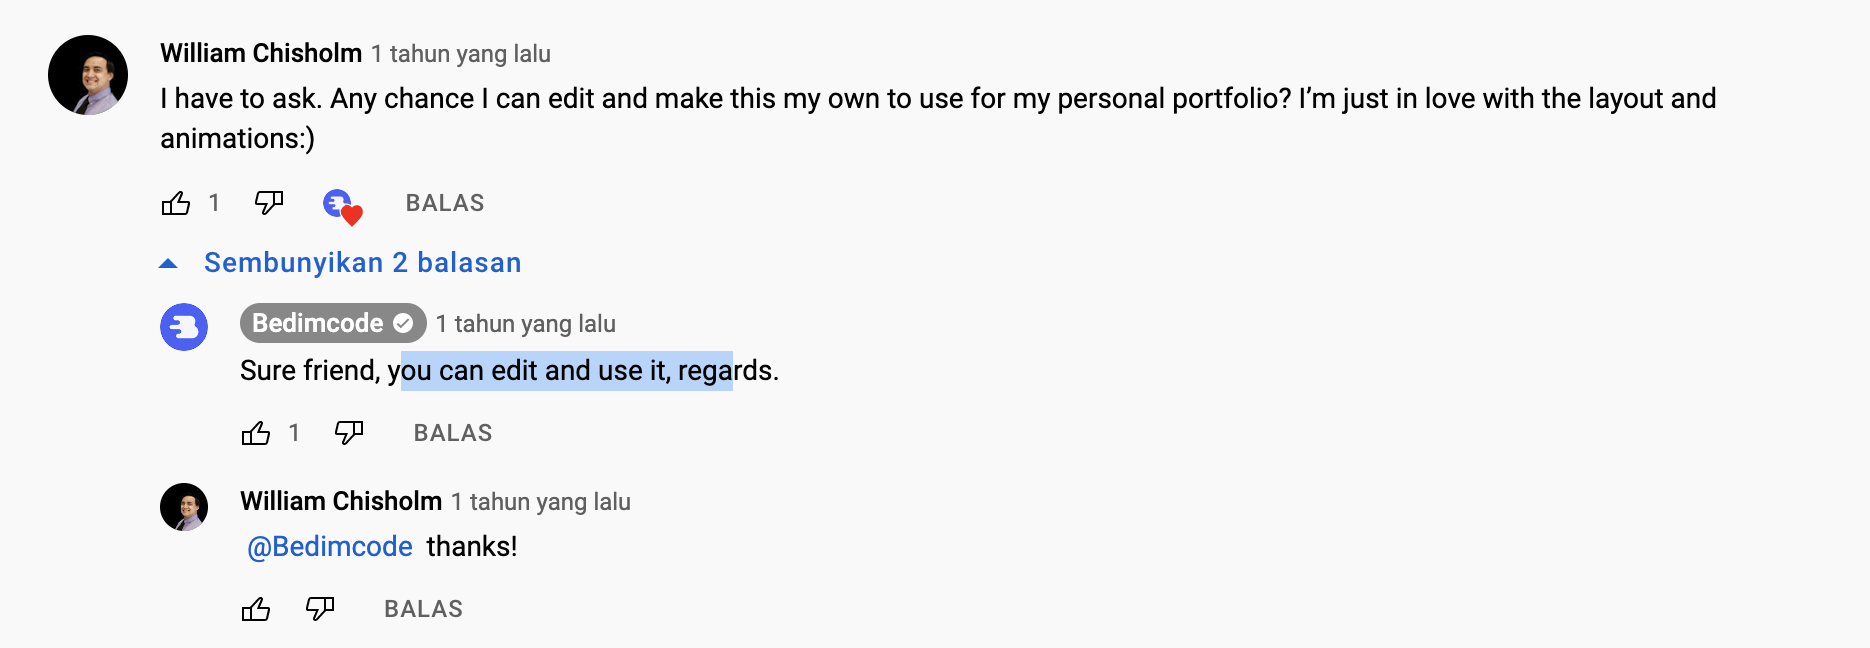 William Chisholm 1 tahun yang lalu
I have to ask. Any chance I can edit and make this my own to use for my personal portfolio? I’m just in love with the layout and
animations:)
1 BALAS
Sembunyikan 2 balasan
Bedimcode 1 tahun yang lalu
Sure friend, you can edit and use it, regards.
1 BALAS
William Chisholm 1 tahun yang lalu
@Bedimcode thanks!
BALAS